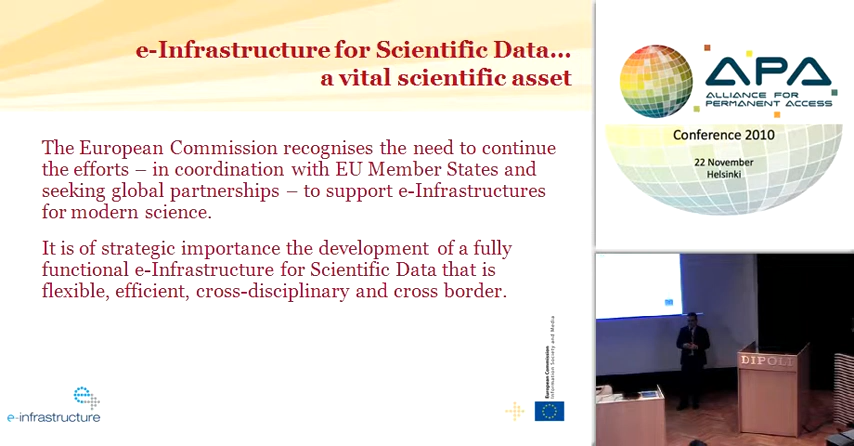 e-Infrastructure for Scientific Data...
a vital scientific asset
The European Commission recognises the need to continue
the efforts – in coordination with EU Member States and
seeking global partnerships – to support e-Infrastructures
for modern science.
It is of strategic importance the development of a fully
functional e-Infrastructure for Scientific Data that is
flexible, efficient, cross-disciplinary and cross border.
e-infrastructure
European Commission
Information Society and Media
APA
ALLIANCE FOR
PERMANENT ACCESS
Conference 2010
22 November
Helsinki
DIPOLI